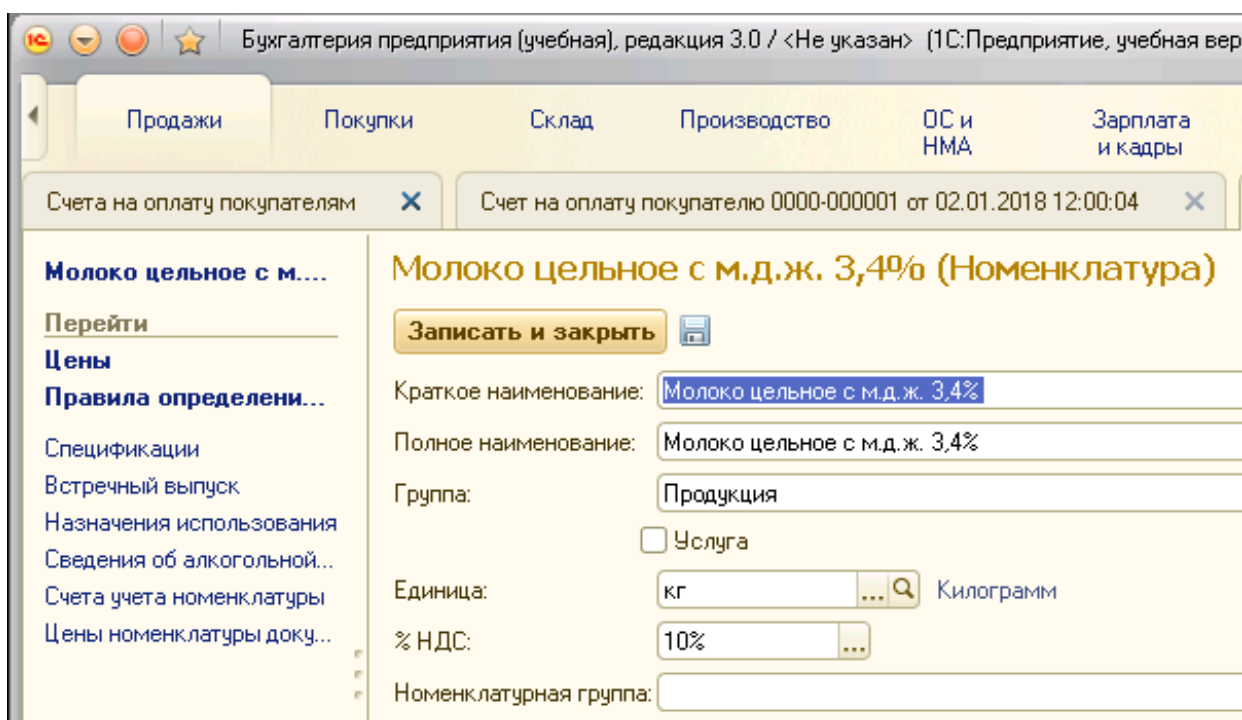 Бухгалтерия предприятия (учебная), редакция 3.0 / <Не указан> (1С:Предприятие, учебная вер
Продажи Покупки Склад Производство ОС и НМА Зарплата и кадры
Счета на оплату покупателям Счет на оплату покупателю 0000-000001 от 02.01.2018 12:00:04
Молоко цельное с м....
Перейти
Цены
Правила определени...
Спецификации
Встречный выпуск
Назначения использования
Сведения об алкогольной...
Счета учета номенклатуры
Цены номенклатуры доку...
Молоко цельное с м.д.ж. 3,4% (Номенклатура)
Записать и закрыть
Краткое наименование: Молоко цельное с м.д.ж. 3,4%
Полное наименование: Молоко цельное с м.д.ж. 3,4%
Группа: Продукция
Услуга
Единица: кг ... Килограмм
% НДС: 10% ...
Номенклатурная группа: